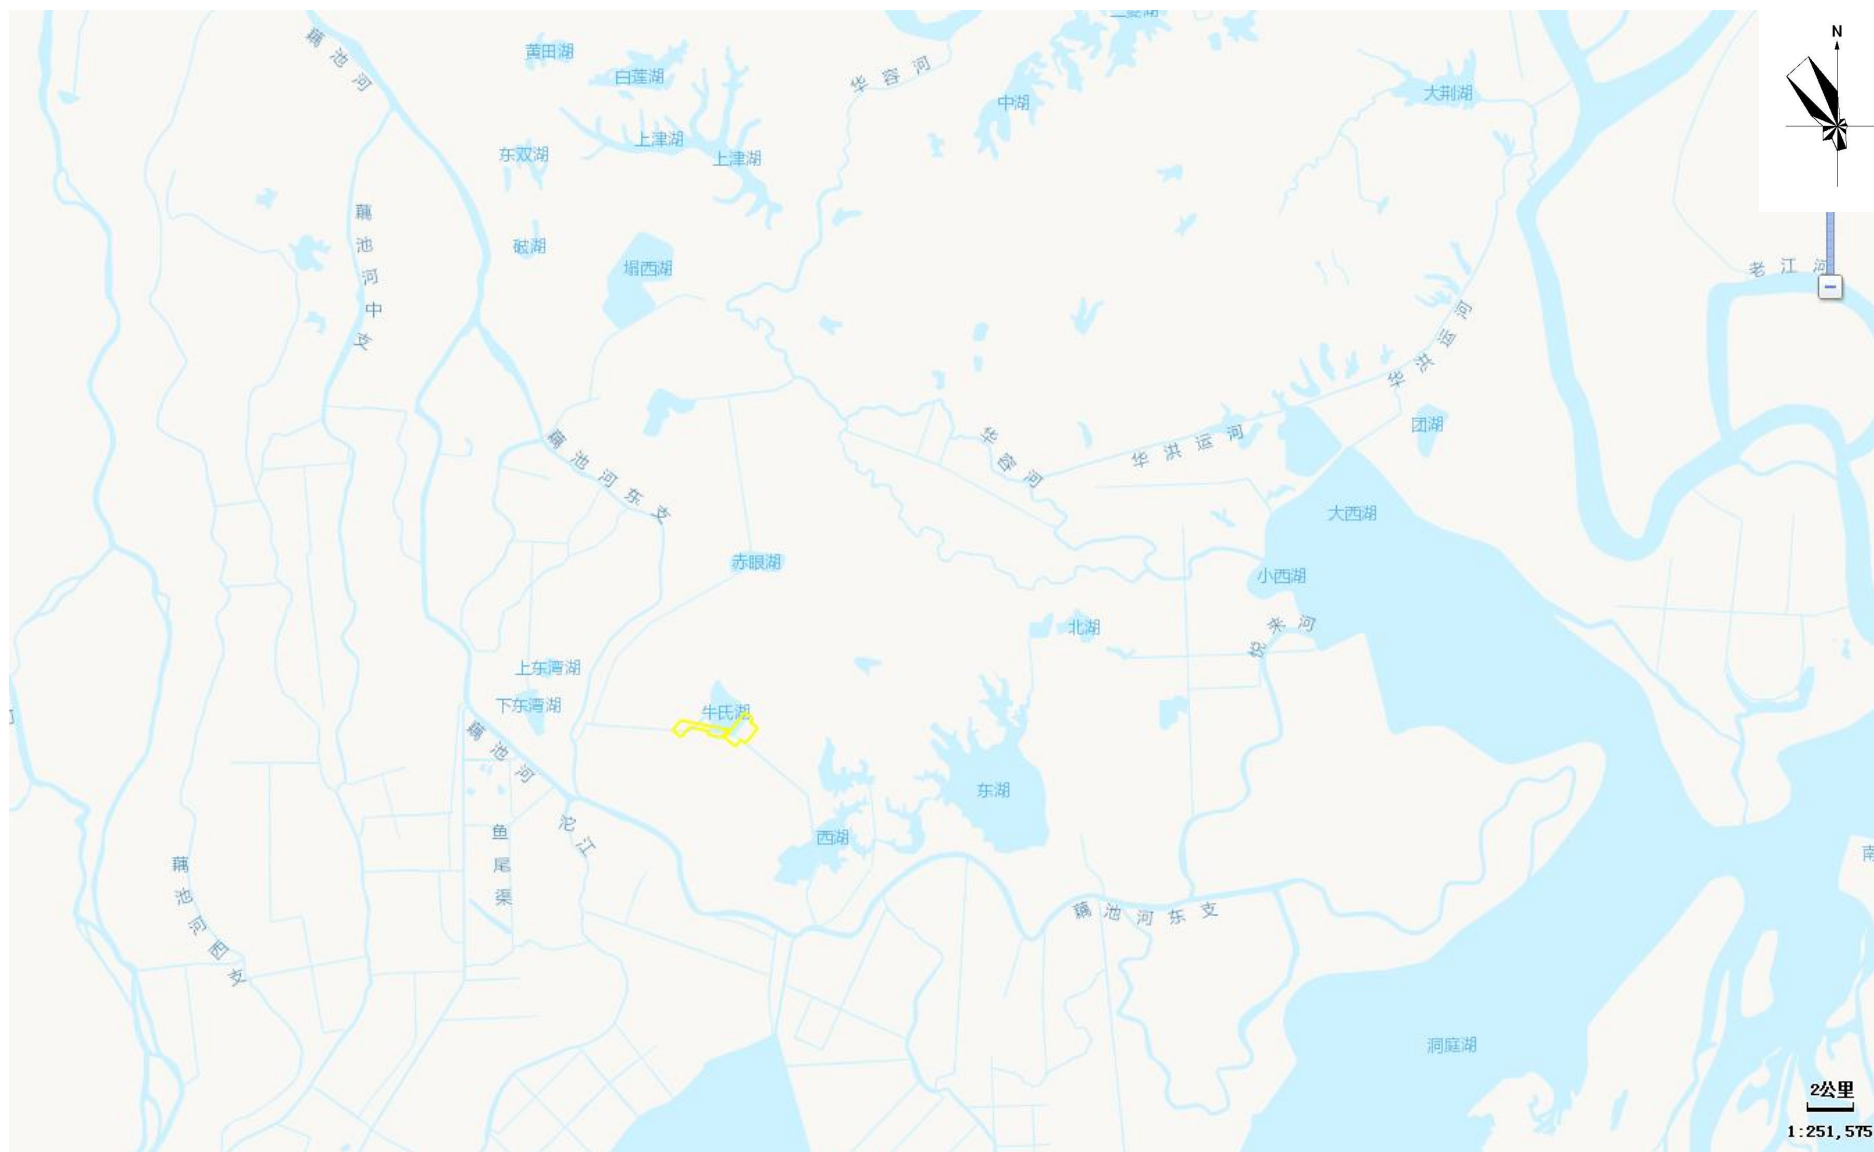 三菱湖
N
藕池河
黄田湖
白莲湖
华容河
中湖
大荆湖
上津湖
上津湖
东双湖
藕池河中支
破湖
塌西湖
老江河
华洪运河
团湖
藕池河东支
华容河
华洪运河
大西湖
赤眼湖
小西湖
北湖
悦来河
上东湾湖
下东湾湖
牛氏湖
藕池河
东湖
沱江
鱼尾渠
西湖
南
藕池河西支
藕池河东支
洞庭湖
2公里
1:251,575